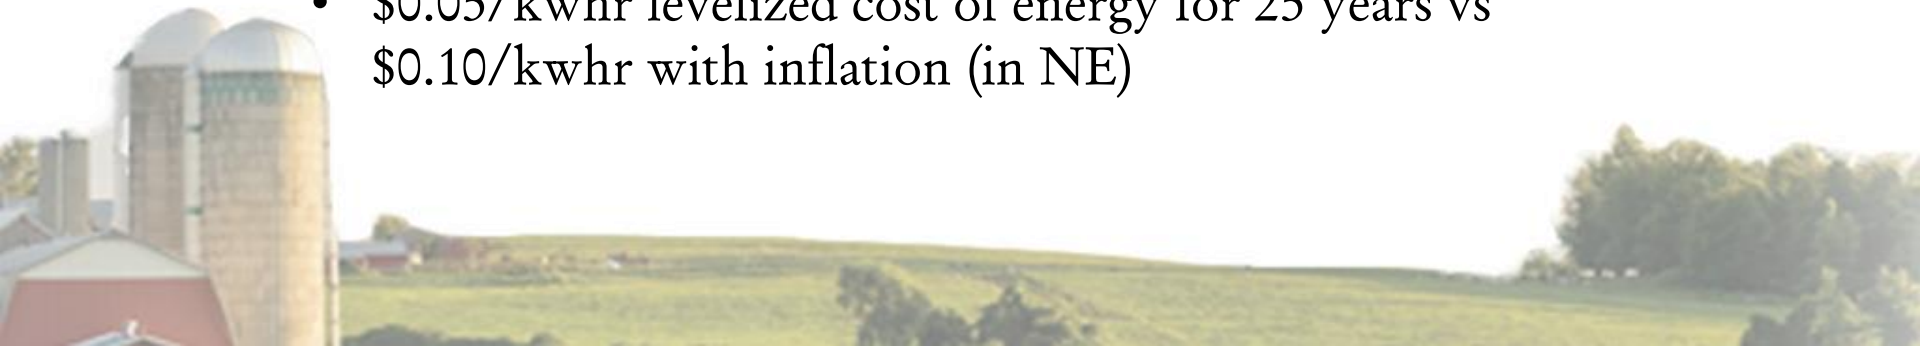 • $0.05/kwhr levelized cost of energy for 25 years vs
$0.10/kwhr with inflation (in NE)